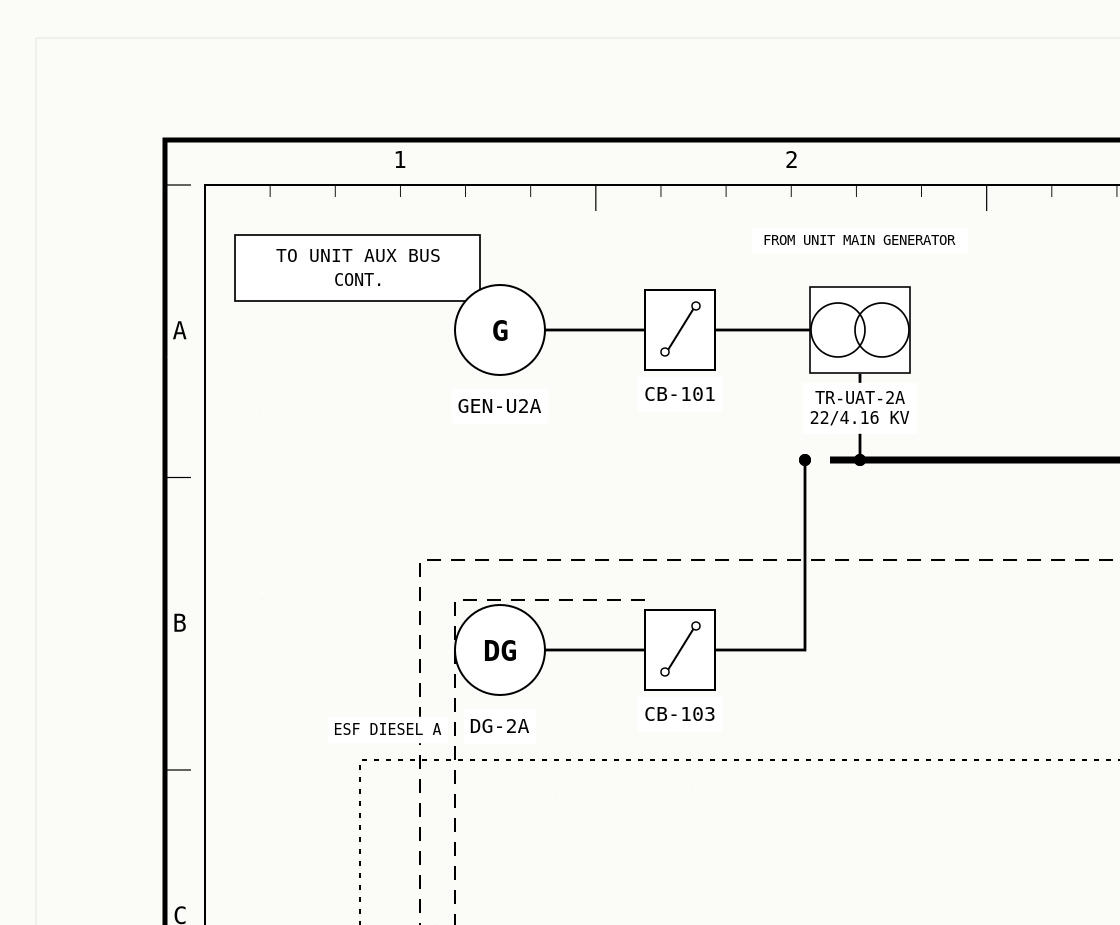 1
2
FROM UNIT MAIN GENERATOR
TO UNIT AUX BUS
CONT.
A
G
CB-101
TR-UAT-2A
22/4.16 KV
GEN-U2A
B
DG
CB-103
DG-2A
ESF DIESEL A
C